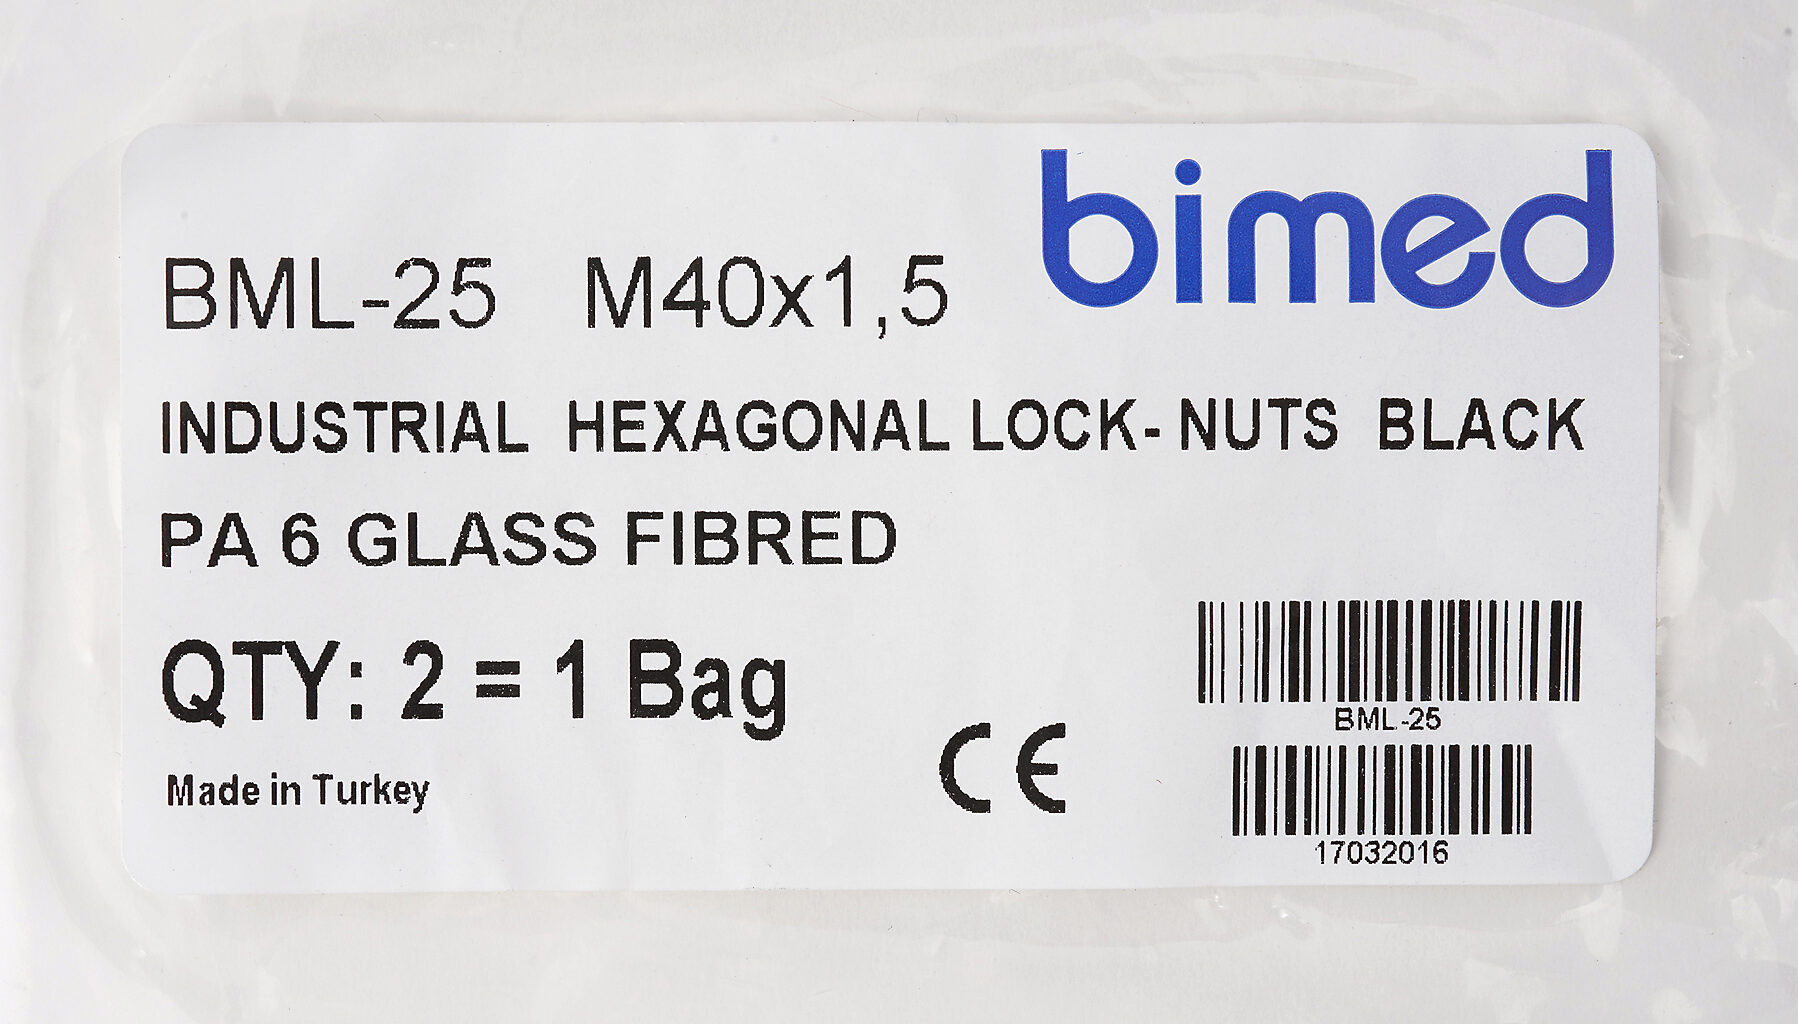 bimed
BML-25 M40x1,5
INDUSTRIAL HEXAGONAL LOCK- NUTS BLACK
PA 6 GLASS FIBRED
QTY: 2 = 1 Bag
BML-25
Made in Turkey
CE
17032016